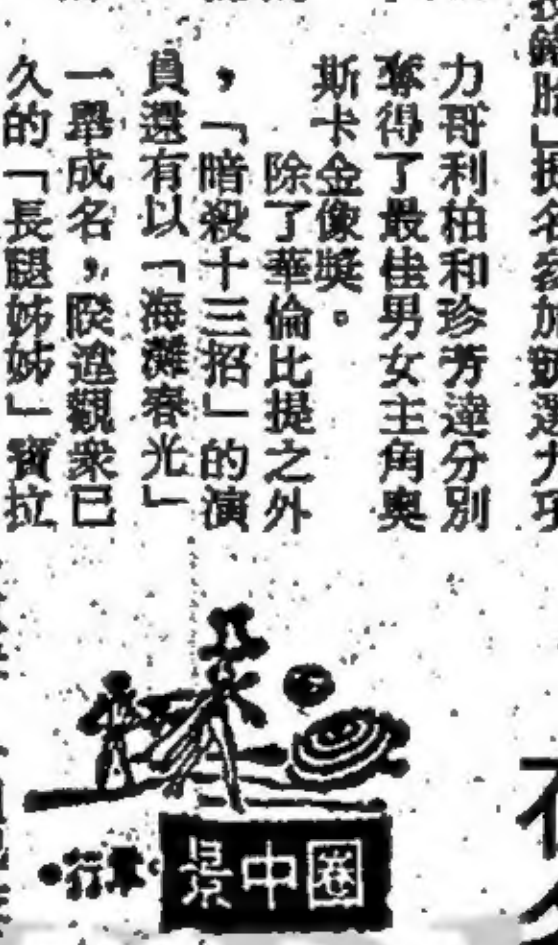 力哥利柏和珍芳達分別
奪得了最佳男女主角奧
斯卡金像獎。
除了華倫比提之外
，「暗殺十三招」的演
員還有以「海灘春光」
一舉成名，暌違觀衆已
久的「長腿姊姊」寶拉
圈中景